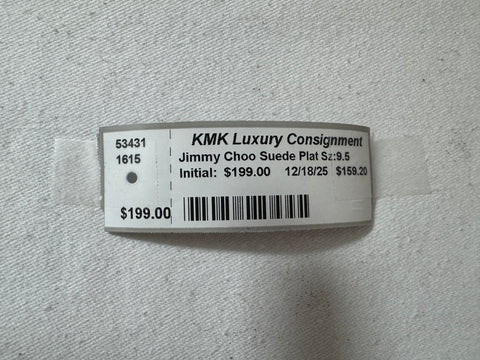 53431
1615
$199.00
KMK Luxury Consignment
Jimmy Choo Suede Plat Sz:9.5
Initial: $199.00 12/18/25 $159.20